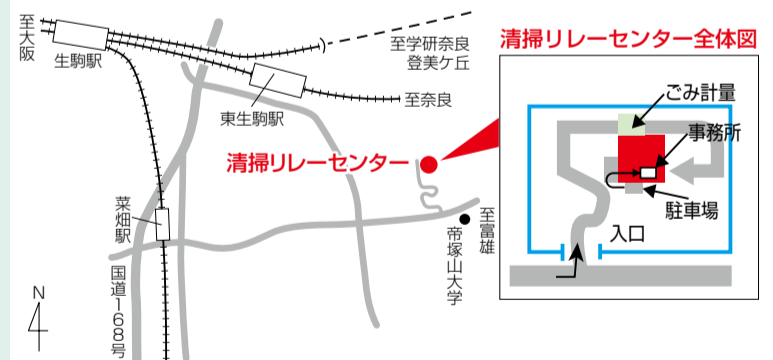 至大阪
生駒駅
至学研奈良
登美ケ丘
東生駒駅
至奈良
清掃リレーセンター
菜畑駅
国道168号
至富雄
帝塚山大学
N
清掃リレーセンター全体図
ごみ計量
事務所
駐車場
入口